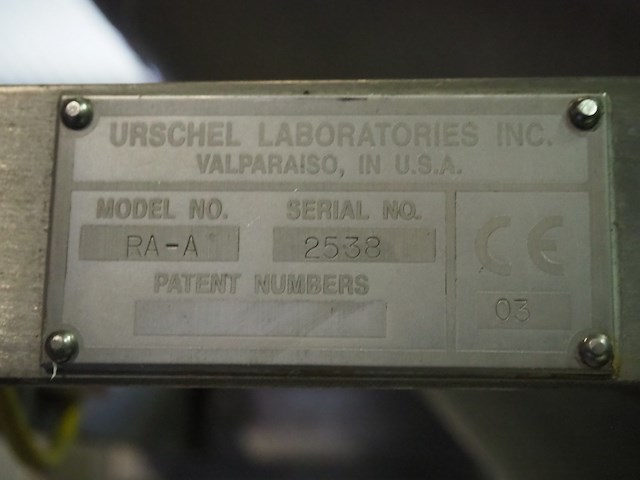 URSCHEL LABORATORIES INC.
VALPARAISO, IN U.S.A.
MODEL NO. SERIAL NO.
RA-A 2538
PATENT NUMBERS
CE
03